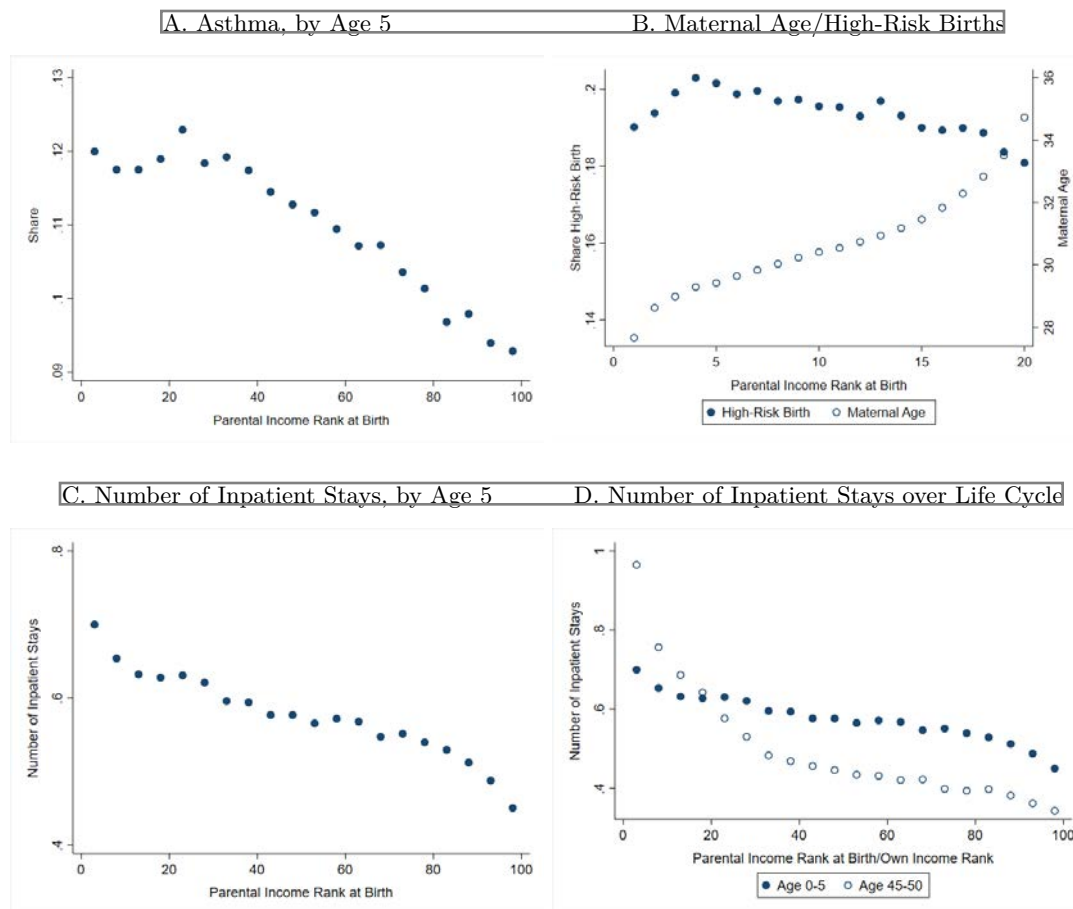 A. Asthma, by Age 5
B. Maternal Age/High-Risk Births
.13
.12
.11
.1
.09
Share
0 20 40 60 80 100
Parental Income Rank at Birth
.2
.18
.16
.14
Share High-Risk Birth
36
34
32
30
28
Maternal Age
0 5 10 15 20
Parental Income Rank at Birth
High-Risk Birth Maternal Age
C. Number of Inpatient Stays, by Age 5
D. Number of Inpatient Stays over Life Cycle
.8
.6
.4
Number of Inpatient Stays
0 20 40 60 80 100
Parental Income Rank at Birth
1
.8
.6
.4
Number of Inpatient Stays
0 20 40 60 80 100
Parental Income Rank at Birth/Own Income Rank
Age 0-5 Age 45-50